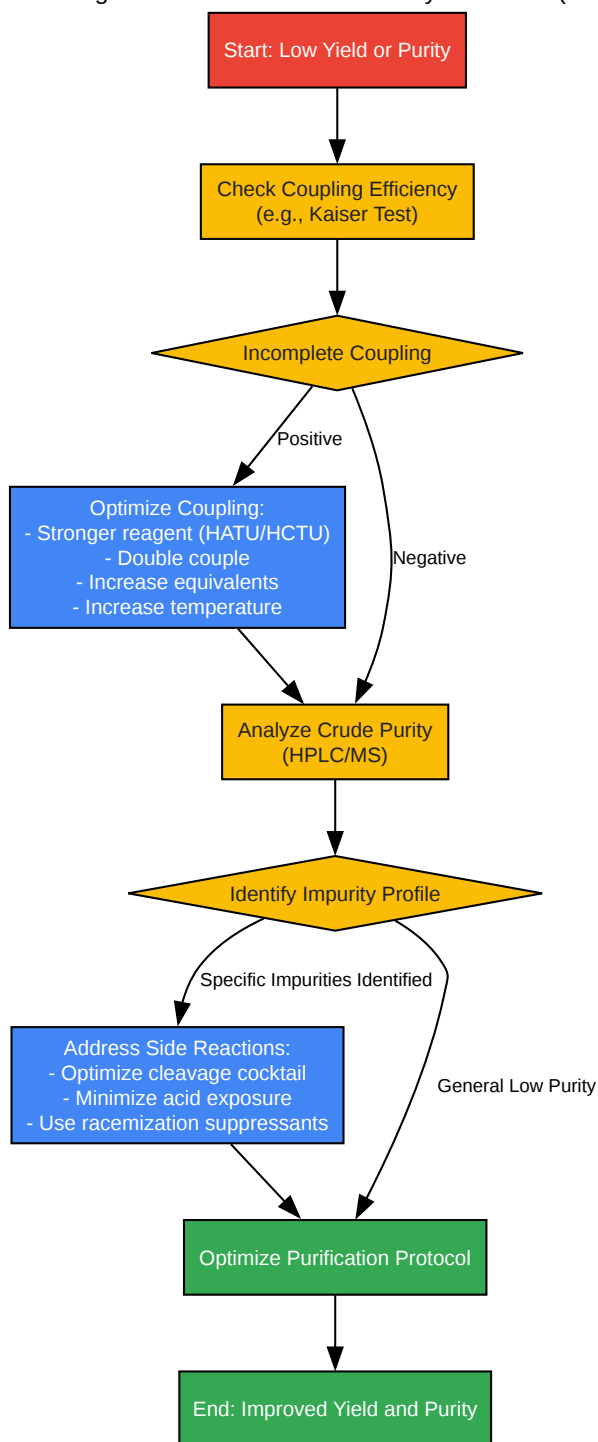 Start: Low Yield or Purity
Check Coupling Efficiency
(e.g., Kaiser Test)
Incomplete Coupling
Positive
Optimize Coupling:
- Stronger reagent (HATU/HCTU)
- Double couple
- Increase equivalents
- Increase temperature
Negative
Analyze Crude Purity
(HPLC/MS)
Identify Impurity Profile
Specific Impurities Identified
Address Side Reactions:
- Optimize cleavage cocktail
- Minimize acid exposure
- Use racemization suppressants
General Low Purity
Optimize Purification Protocol
End: Improved Yield and Purity